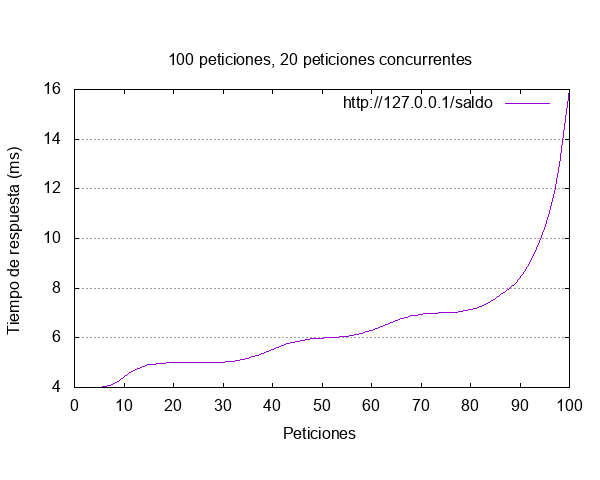 100 peticiones, 20 peticiones concurrentes
http://127.0.0.1/saldo
Tiempo de respuesta (ms)
16
14
12
10
8
6
4
0 10 20 30 40 50 60 70 80 90 100
Peticiones